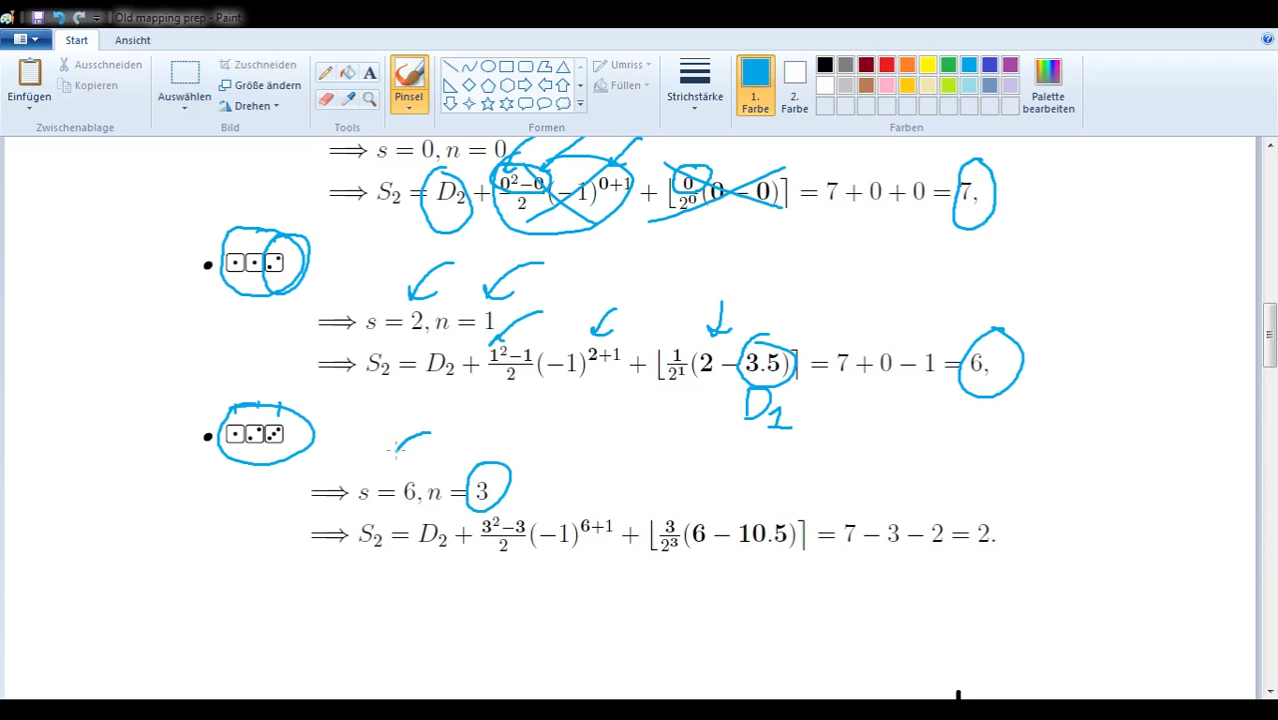 Old mapping prep - Paint
Start Ansicht
Einfügen
Ausschneiden
Kopieren
Zwischenablage
Auswählen
Zuschneiden
Größe ändern
Drehen
Bild
A
Tools
Pinsel
Umriss
Füllen
Formen
Strichstärke
1. Farbe
2. Farbe
Palette bearbeiten
Farben
⟹ s = 0, n = 0
⟹ S₂ = D₂ + (0²−0)/2 (−1)⁰⁺¹ + ⌊0/2⁰ (0 − 0)⌉ = 7 + 0 + 0 = 7,
• ⚀⚀⚁
⟹ s = 2, n = 1
⟹ S₂ = D₂ + (1²−1)/2 (−1)²⁺¹ + ⌊1/2¹ (2 − 3.5)⌉ = 7 + 0 − 1 = 6,
D₁
• ⚀⚁⚂
⟹ s = 6, n = 3
⟹ S₂ = D₂ + (3²−3)/2 (−1)⁶⁺¹ + ⌊3/2³ (6 − 10.5)⌉ = 7 − 3 − 2 = 2.